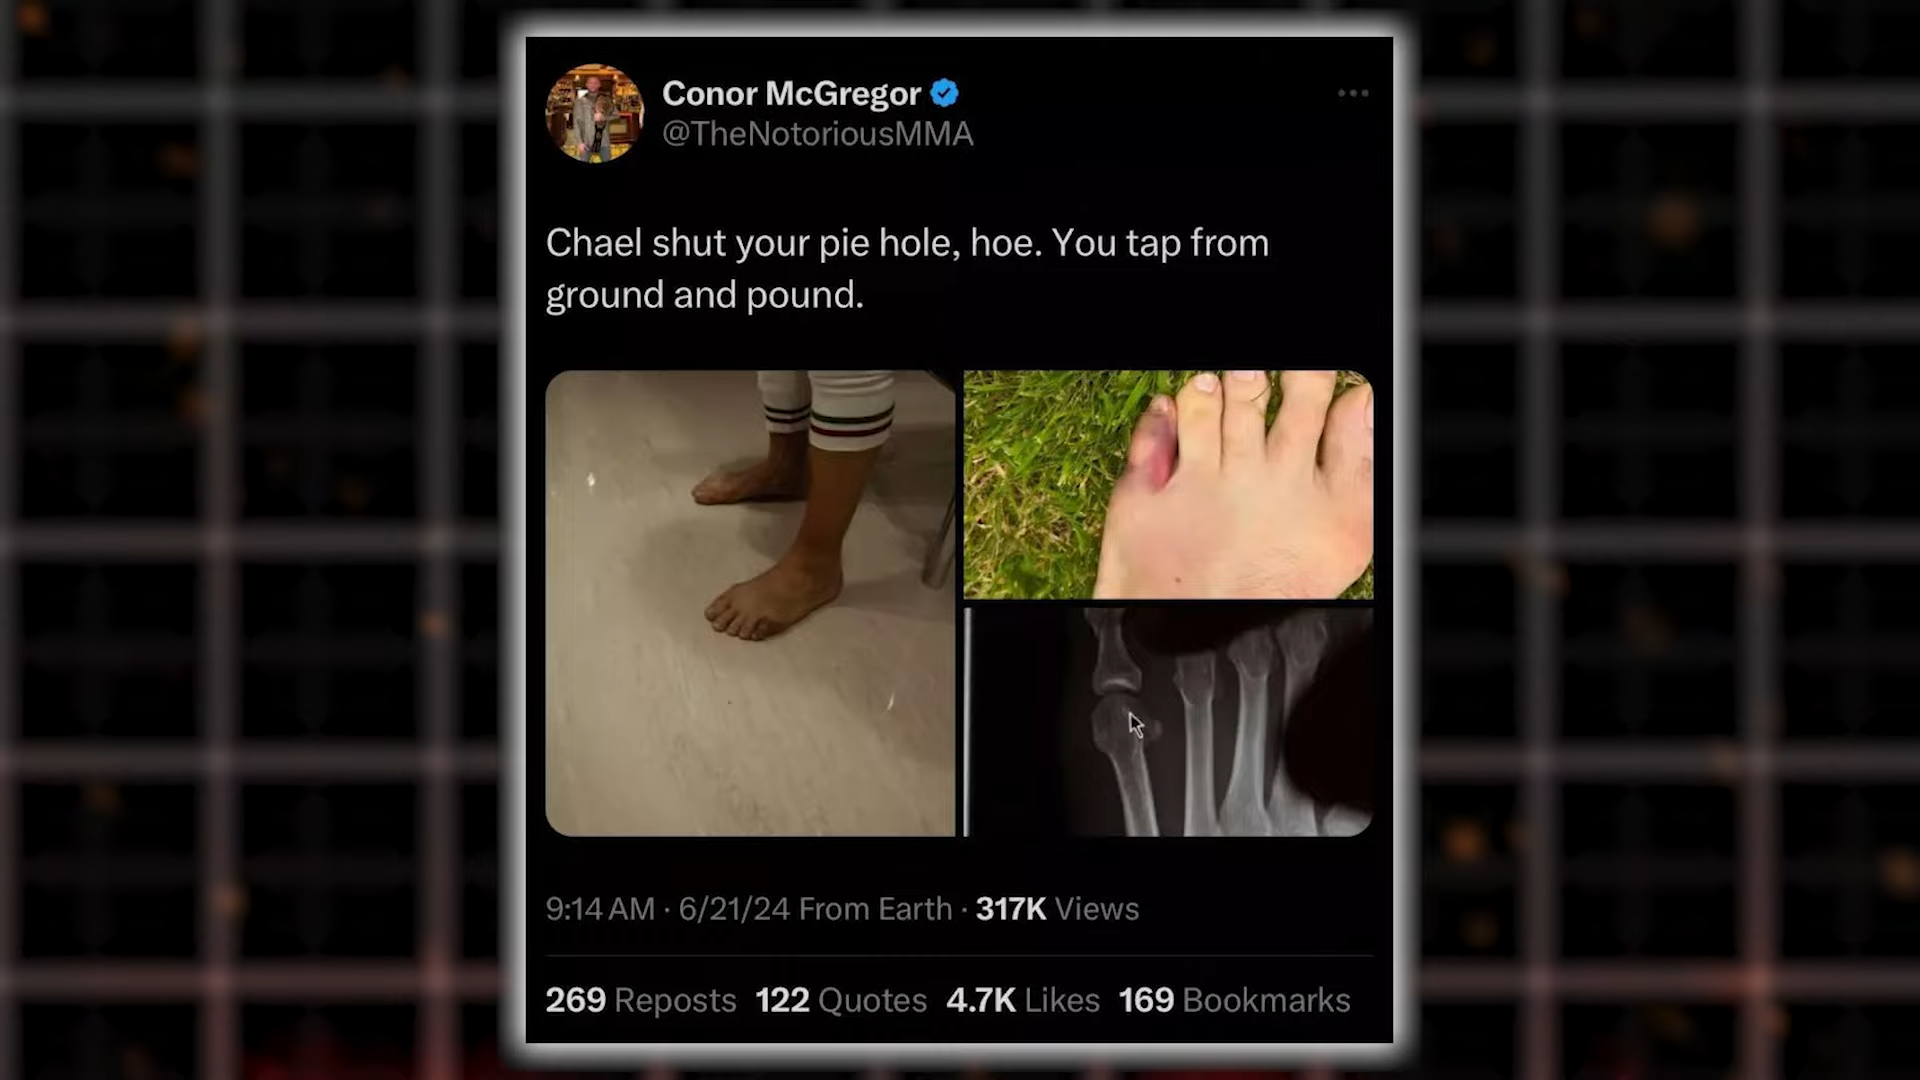 Conor McGregor
@TheNotoriousMMA
Chael shut your pie hole, hoe. You tap from
ground and pound.
9:14 AM · 6/21/24 From Earth · 317K Views
269 Reposts 122 Quotes 4.7K Likes 169 Bookmarks